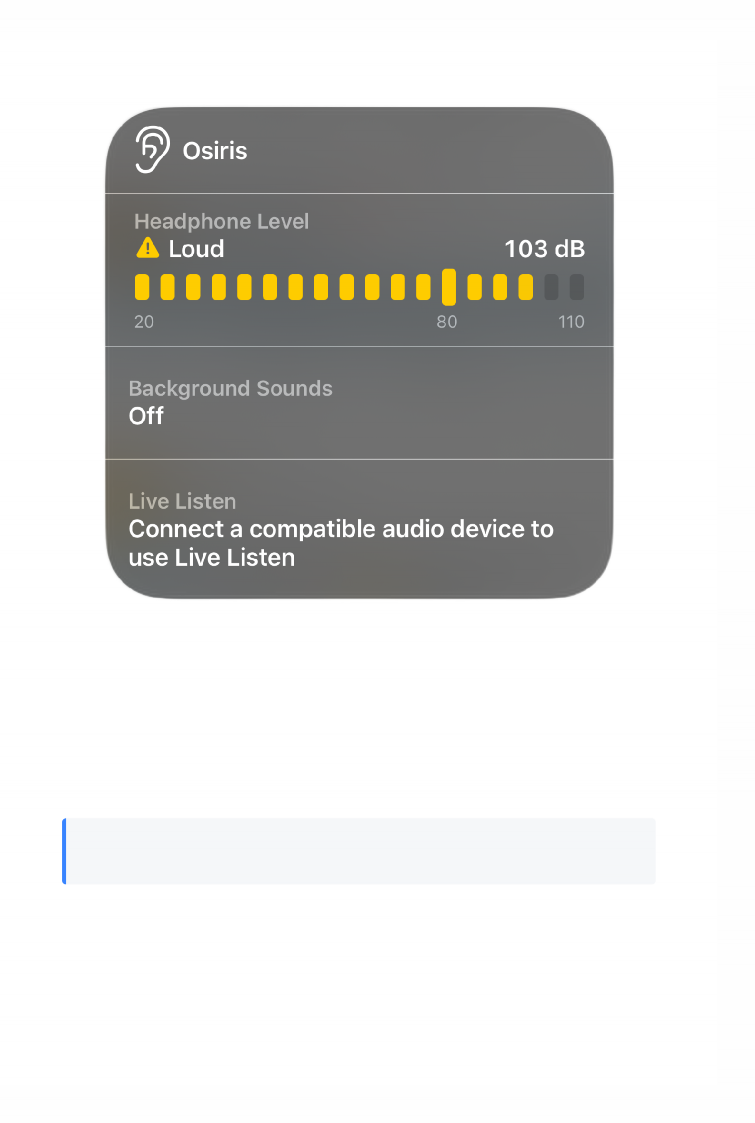 Osiris
Headphone Level
Loud 103 dB
20 80 110
Background Sounds
Off
Live Listen
Connect a compatible audio device to
use Live Listen